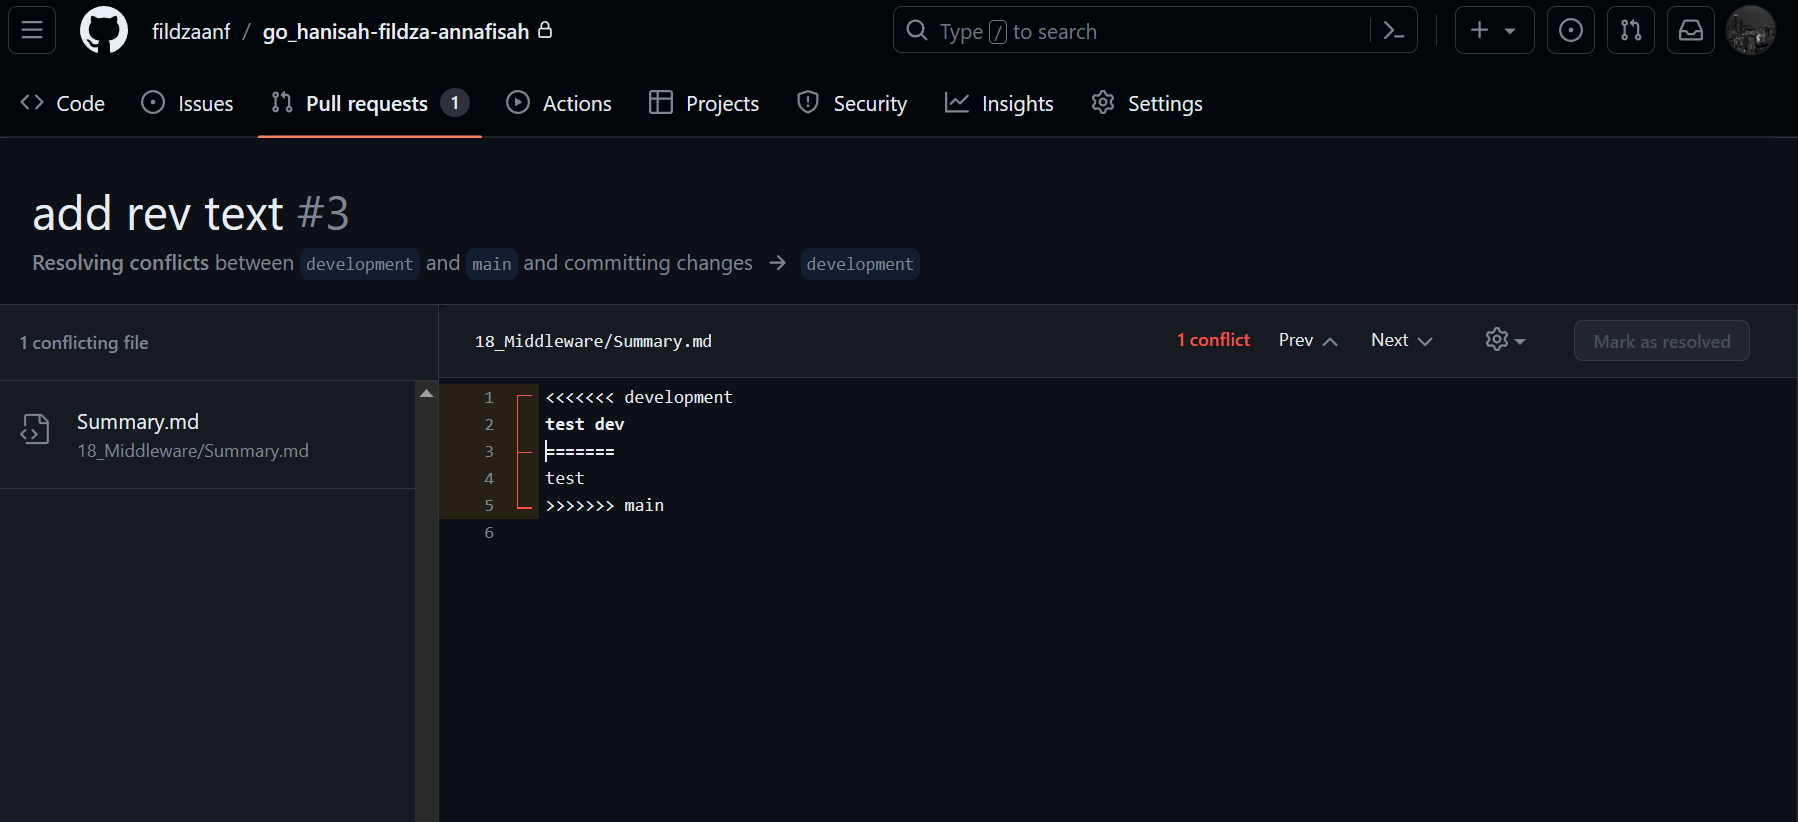 fildzaanf / go_hanisah-fildza-annafisah
Type / to search
Code
Issues
Pull requests 1
Actions
Projects
Security
Insights
Settings
add rev text #3
Resolving conflicts between development and main and committing changes → development
1 conflicting file
Summary.md
18_Middleware/Summary.md
18_Middleware/Summary.md
1 conflict
Prev
Next
Mark as resolved
1 <<<<<<< development
2 test dev
3 =======
4 test
5 >>>>>>> main
6